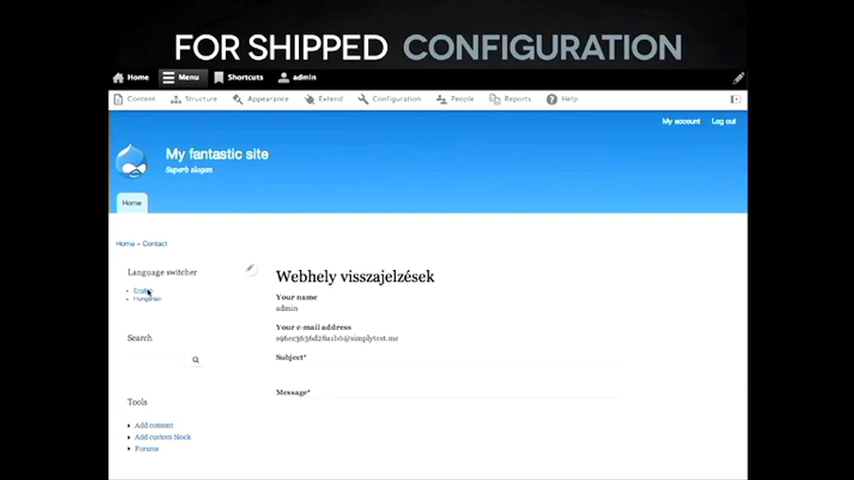 FOR SHIPPED CONFIGURATION
Home Menu Shortcuts admin
Content Structure Appearance Extend Configuration People Reports Help
My account Log out
My fantastic site
Superb slogan
Home
Home » Contact
Language switcher
English
Hungarian
Webhely visszajelzések
Your name
admin
Your e-mail address
Subject*
Search
Message*
Tools
Add content
Add custom block
Forums